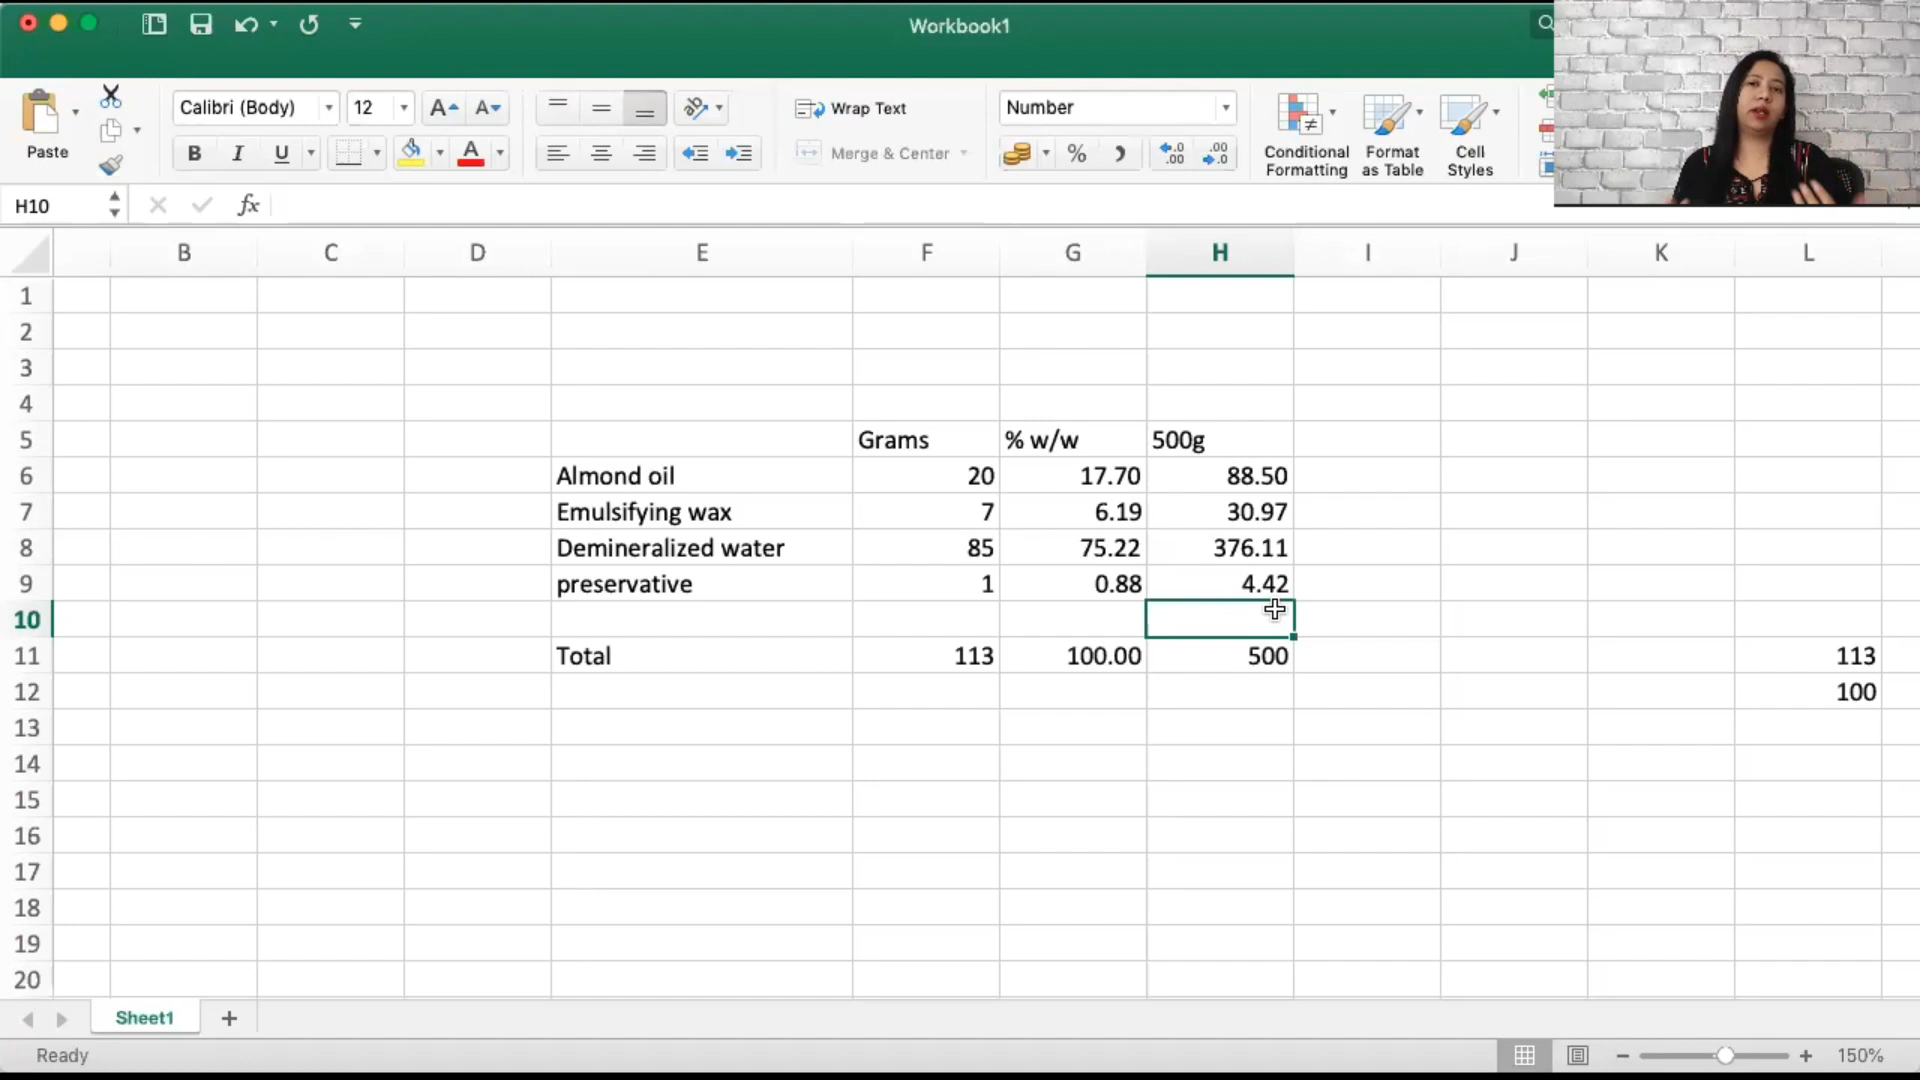 Workbook1
Calibri (Body) 12 A A Wrap Text Number
Paste B I U A Merge & Center % Conditional Formatting Format as Table Cell Styles
H10 fx
B C D E F G H I J K L
1
2
3
4
5 Grams % w/w 500g
6 Almond oil 20 17.70 88.50
7 Emulsifying wax 7 6.19 30.97
8 Demineralized water 85 75.22 376.11
9 preservative 1 0.88 4.42
10
11 Total 113 100.00 500 113
12 100
13
14
15
16
17
18
19
20
Sheet1 +
Ready 150%